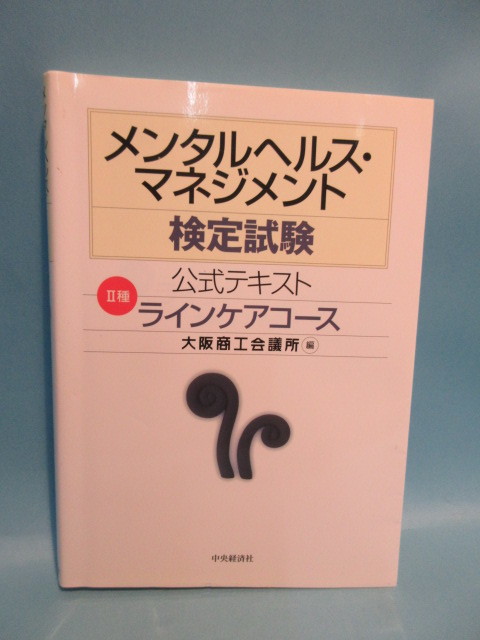 メンタルヘルス・
マネジメント
検定試験
公式テキスト
II種
ラインケアコース
大阪商工会議所 編
中央経済社